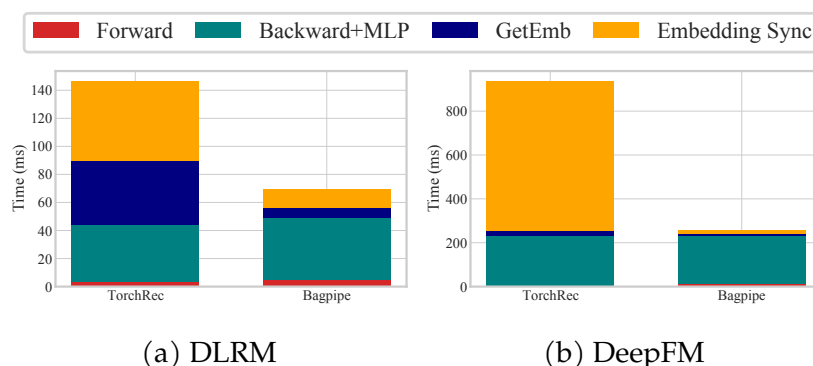 Forward Backward+MLP GetEmb Embedding Sync
Time (ms)
140
120
100
80
60
40
20
0
TorchRec Bagpipe
(a) DLRM
Time (ms)
800
600
400
200
0
TorchRec Bagpipe
(b) DeepFM